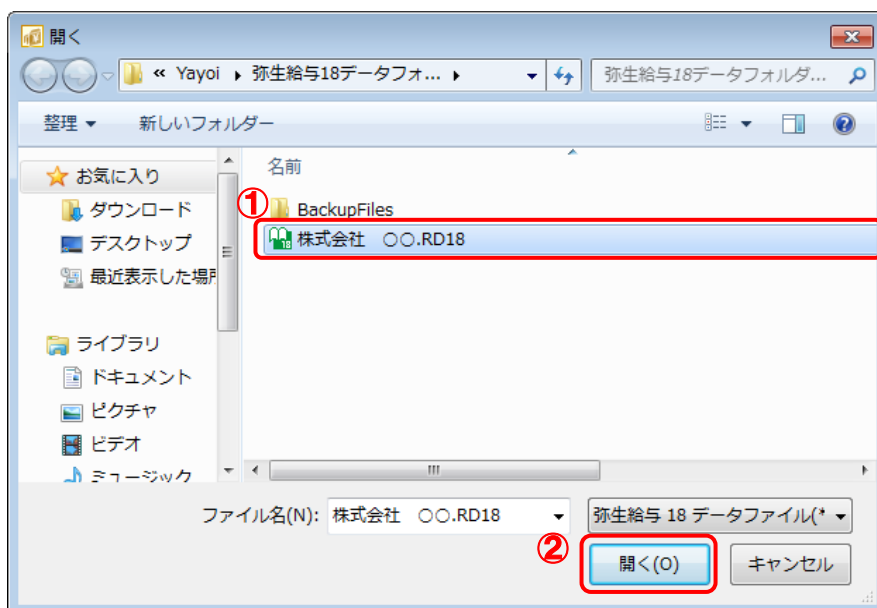 開く
« Yayoi ▸ 弥生給与18データフォ... ▸
弥生給与18データフォルダ...
整理 ▼ 新しいフォルダー
お気に入り
ダウンロード
デスクトップ
最近表示した場所
ライブラリ
ドキュメント
ピクチャ
ビデオ
ミュージック
名前
①
BackupFiles
株式会社 ○○.RD18
ファイル名(N): 株式会社 ○○.RD18
弥生給与 18 データファイル(*
②
開く(O)
キャンセル